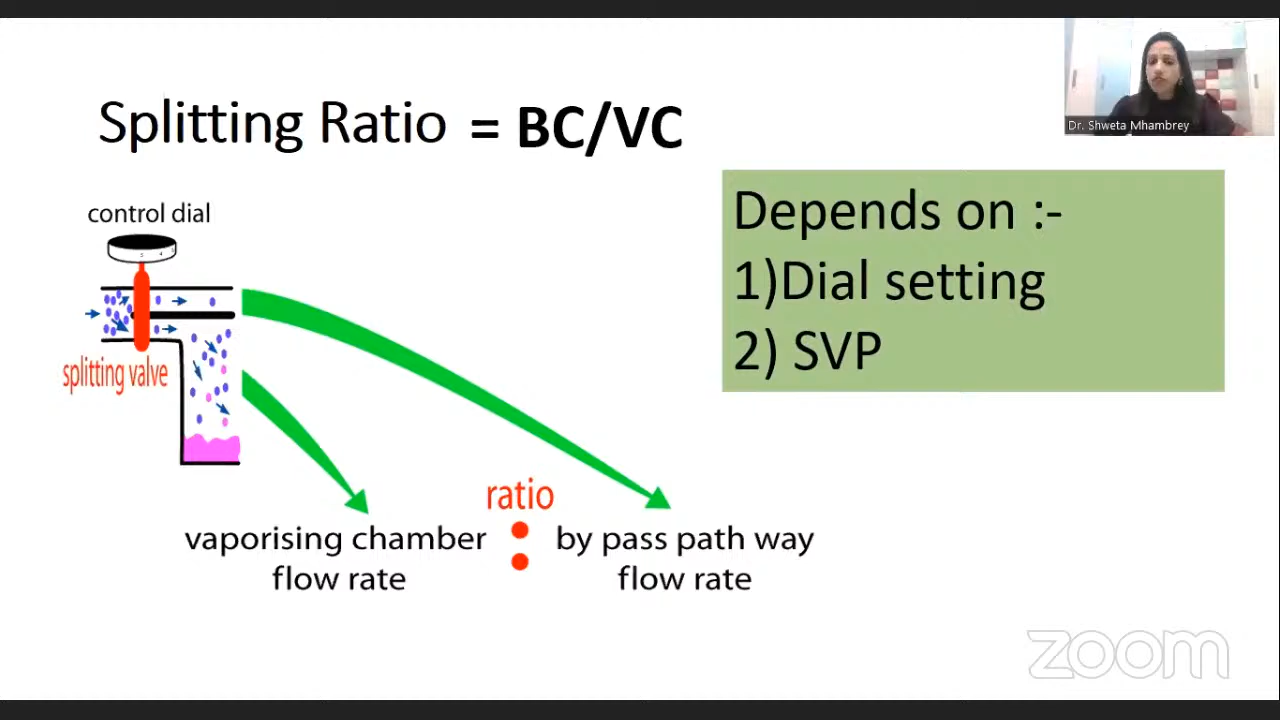 Splitting Ratio = BC/VC
Dr. Shweta Mhambrey
control dial
splitting valve
Depends on :-
1)Dial setting
2) SVP
ratio
vaporising chamber
flow rate
:
by pass path way
flow rate
zoom